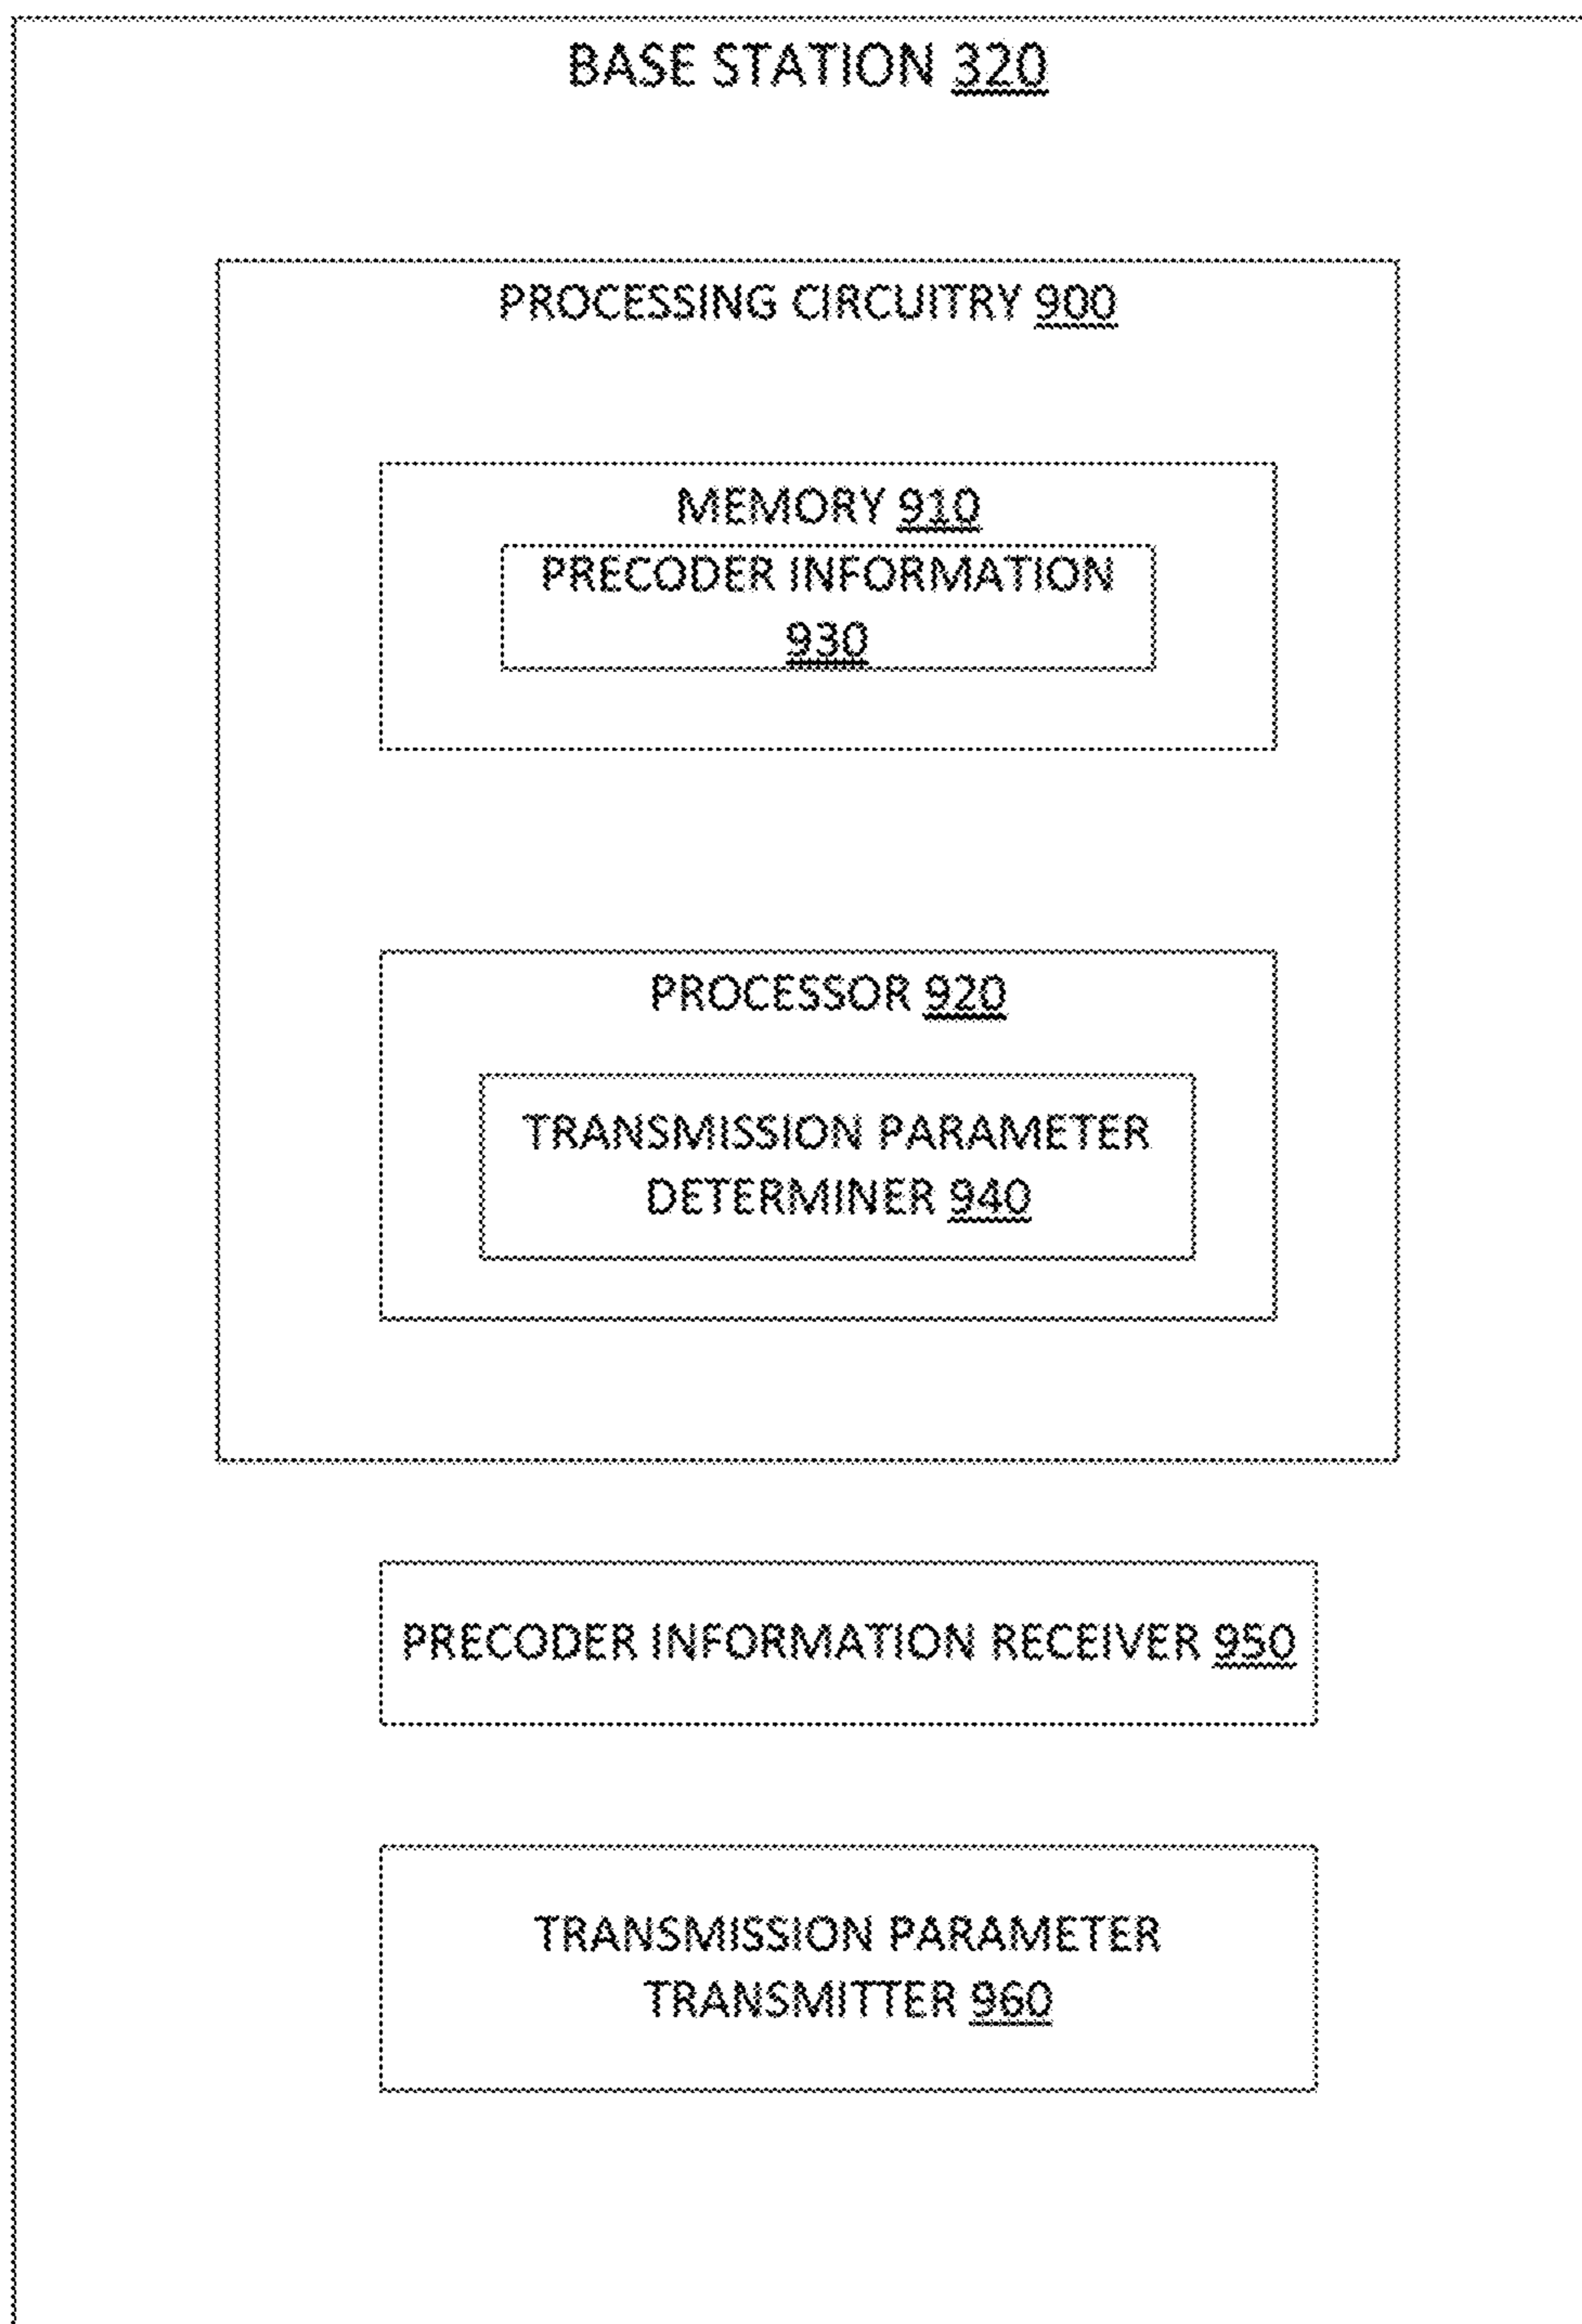 BASE STATION 320
PROCESSING CIRCUITRY 900
MEMORY 910
PRECODER INFORMATION
930
PROCESSOR 920
TRANSMISSION PARAMETER
DETERMINER 940
PRECODER INFORMATION RECEIVER 950
TRANSMISSION PARAMETER
TRANSMITTER 960